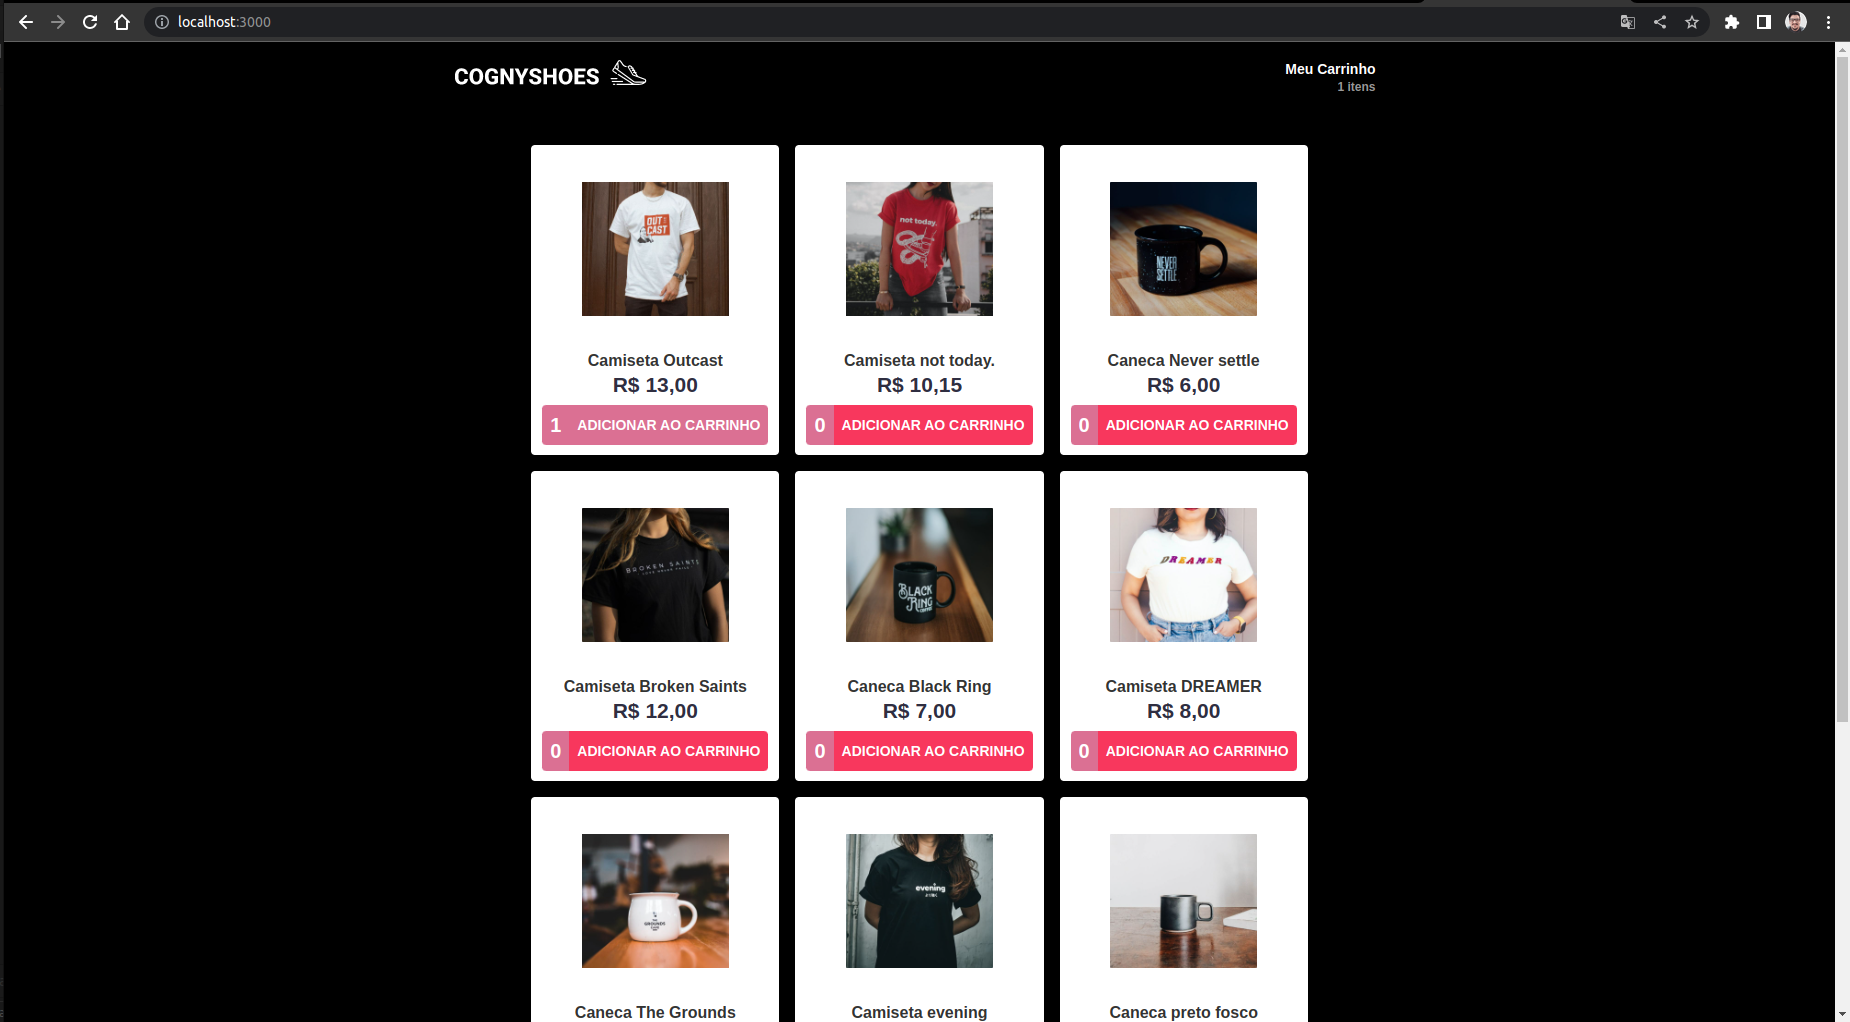 localhost:3000
COGNYSHOES
Meu Carrinho
1 itens
OUT
CAST
not today.
NEVER
SETTLE
Camiseta Outcast
Camiseta not today.
Caneca Never settle
R$ 13,00
R$ 10,15
R$ 6,00
1 ADICIONAR AO CARRINHO
0 ADICIONAR AO CARRINHO
0 ADICIONAR AO CARRINHO
BROKEN SAINTS
BLACK
RING
DREAMER
Camiseta Broken Saints
Caneca Black Ring
Camiseta DREAMER
R$ 12,00
R$ 7,00
R$ 8,00
0 ADICIONAR AO CARRINHO
0 ADICIONAR AO CARRINHO
0 ADICIONAR AO CARRINHO
GROUNDS
evening
Caneca The Grounds
Camiseta evening
Caneca preto fosco